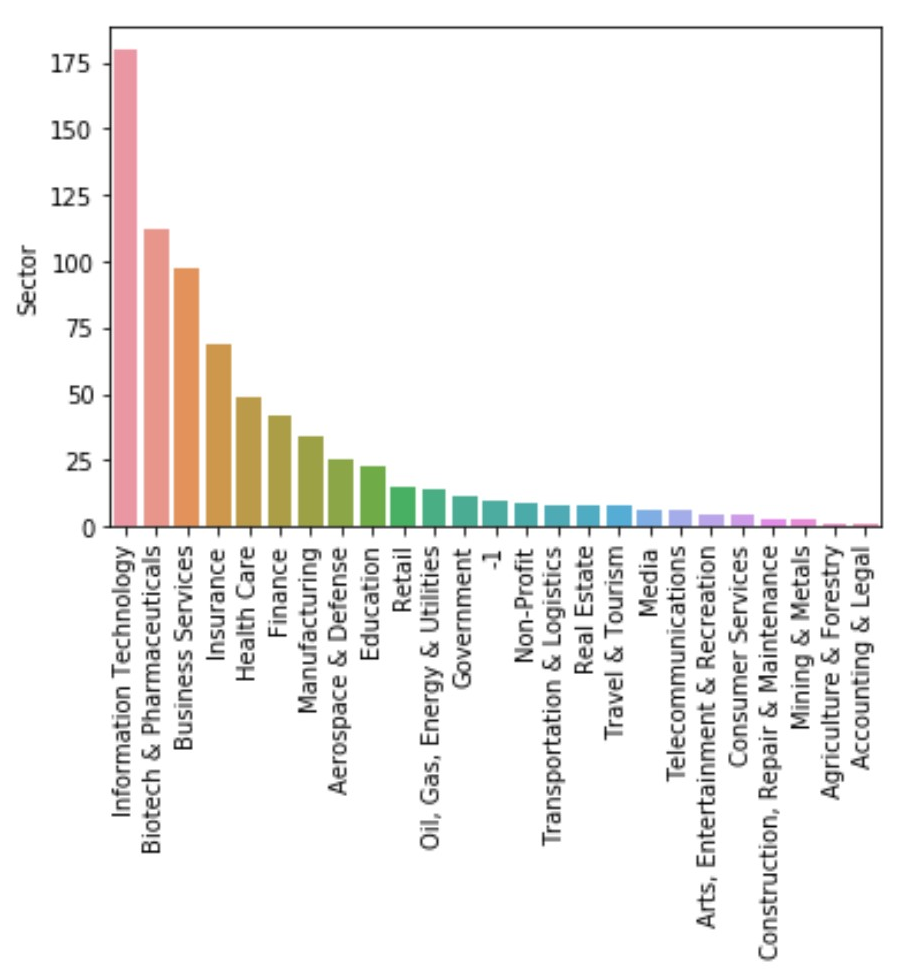 175
150
125
100
75
50
25
0
Sector
Information Technology
Biotech & Pharmaceuticals
Business Services
Insurance
Health Care
Finance
Manufacturing
Aerospace & Defense
Education
Retail
Oil, Gas, Energy & Utilities
Government
-1
Non-Profit
Transportation & Logistics
Real Estate
Travel & Tourism
Media
Telecommunications
Arts, Entertainment & Recreation
Consumer Services
Construction, Repair & Maintenance
Mining & Metals
Agriculture & Forestry
Accounting & Legal